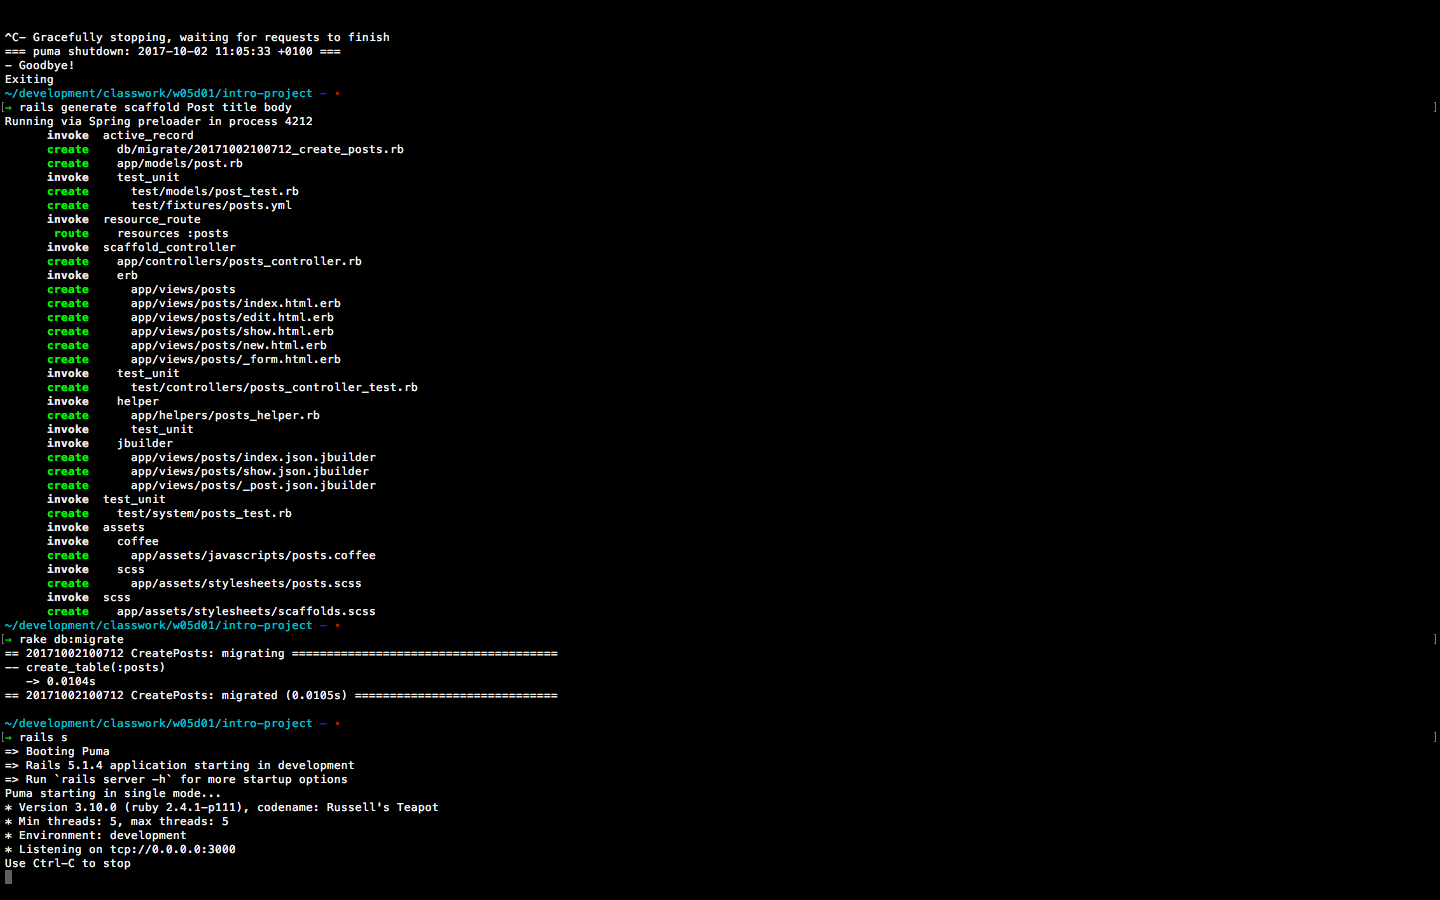 ^C- Gracefully stopping, waiting for requests to finish
=== puma shutdown: 2017-10-02 11:05:33 +0100 ===
- Goodbye!
Exiting
~/development/classwork/w05d01/intro-project – ⋆
[→ rails generate scaffold Post title body ]
Running via Spring preloader in process 4212
      invoke  active_record
      create    db/migrate/20171002100712_create_posts.rb
      create    app/models/post.rb
      invoke    test_unit
      create      test/models/post_test.rb
      create      test/fixtures/posts.yml
      invoke  resource_route
       route    resources :posts
      invoke  scaffold_controller
      create    app/controllers/posts_controller.rb
      invoke    erb
      create      app/views/posts
      create      app/views/posts/index.html.erb
      create      app/views/posts/edit.html.erb
      create      app/views/posts/show.html.erb
      create      app/views/posts/new.html.erb
      create      app/views/posts/_form.html.erb
      invoke    test_unit
      create      test/controllers/posts_controller_test.rb
      invoke    helper
      create      app/helpers/posts_helper.rb
      invoke      test_unit
      invoke    jbuilder
      create      app/views/posts/index.json.jbuilder
      create      app/views/posts/show.json.jbuilder
      create      app/views/posts/_post.json.jbuilder
      invoke  test_unit
      create    test/system/posts_test.rb
      invoke  assets
      invoke    coffee
      create      app/assets/javascripts/posts.coffee
      invoke    scss
      create      app/assets/stylesheets/posts.scss
      invoke  scss
      create    app/assets/stylesheets/scaffolds.scss
~/development/classwork/w05d01/intro-project – ⋆
[→ rake db:migrate ]
== 20171002100712 CreatePosts: migrating ======================================
-- create_table(:posts)
   -> 0.0104s
== 20171002100712 CreatePosts: migrated (0.0105s) =============================
~/development/classwork/w05d01/intro-project – ⋆
[→ rails s ]
=> Booting Puma
=> Rails 5.1.4 application starting in development
=> Run `rails server -h` for more startup options
Puma starting in single mode...
* Version 3.10.0 (ruby 2.4.1-p111), codename: Russell's Teapot
* Min threads: 5, max threads: 5
* Environment: development
* Listening on tcp://0.0.0.0:3000
Use Ctrl-C to stop